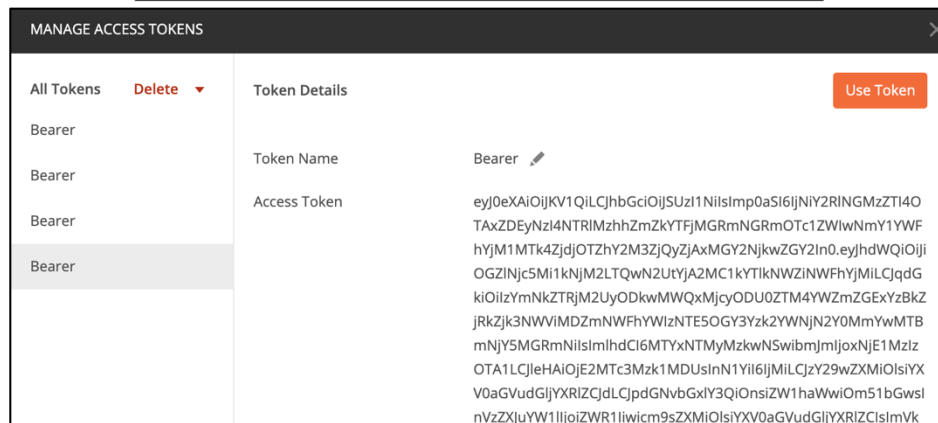 MANAGE ACCESS TOKENS
All Tokens Delete
Token Details
Use Token
Bearer
Bearer
Bearer
Bearer
Token Name Bearer
Access Token
eyJ0eXAiOiJKV1QiLCJhbGciOiJSUzI1NiIsImp0aSI6IjNiY2RlNGMzZTI4O
TAxZDEyNzI4NTRlMzhhZmZkYTFjMGRmNGRmOTc1ZWIwNmY1YWF
hYjM1MTk4ZjdjOTZhY2M3ZjQyZjAxMGY2NjkwZGY2In0.eyJhdWQiOiJi
OGZlNjc5Mi1kNjM2LTQwN2UtYjA2MC1kYTlkNWZiNWFhYjMiLCJqdG
kiOiIzYmNkZTRjM2UyODkwMWQxMjcyODU0ZTM4YWZmZGExYzBkZ
jRkZjk3NWViMDZmNWFhYWIzNTE5OGY3Yzk2YWNjN2Y0MmYwMTB
mNjY5MGRmNiIsImlhdCI6MTYxNTMyMzkwNSwibmJmIjoxNjE1MzIz
OTA1LCJleHAiOjE2MTc3Mzk1MDUsInN1YiI6IjMiLCJzY29wZXMiOlsiYX
V0aGVudGljYXRlZCJdLCJpdGNvbGxlY3QiOnsiZW1haWwiOm51bGwsI
nVzZXJuYW1lIjoiZWR1Iiwicm9sZXMiOlsiYXV0aGVudGljYXRlZCIsImVk